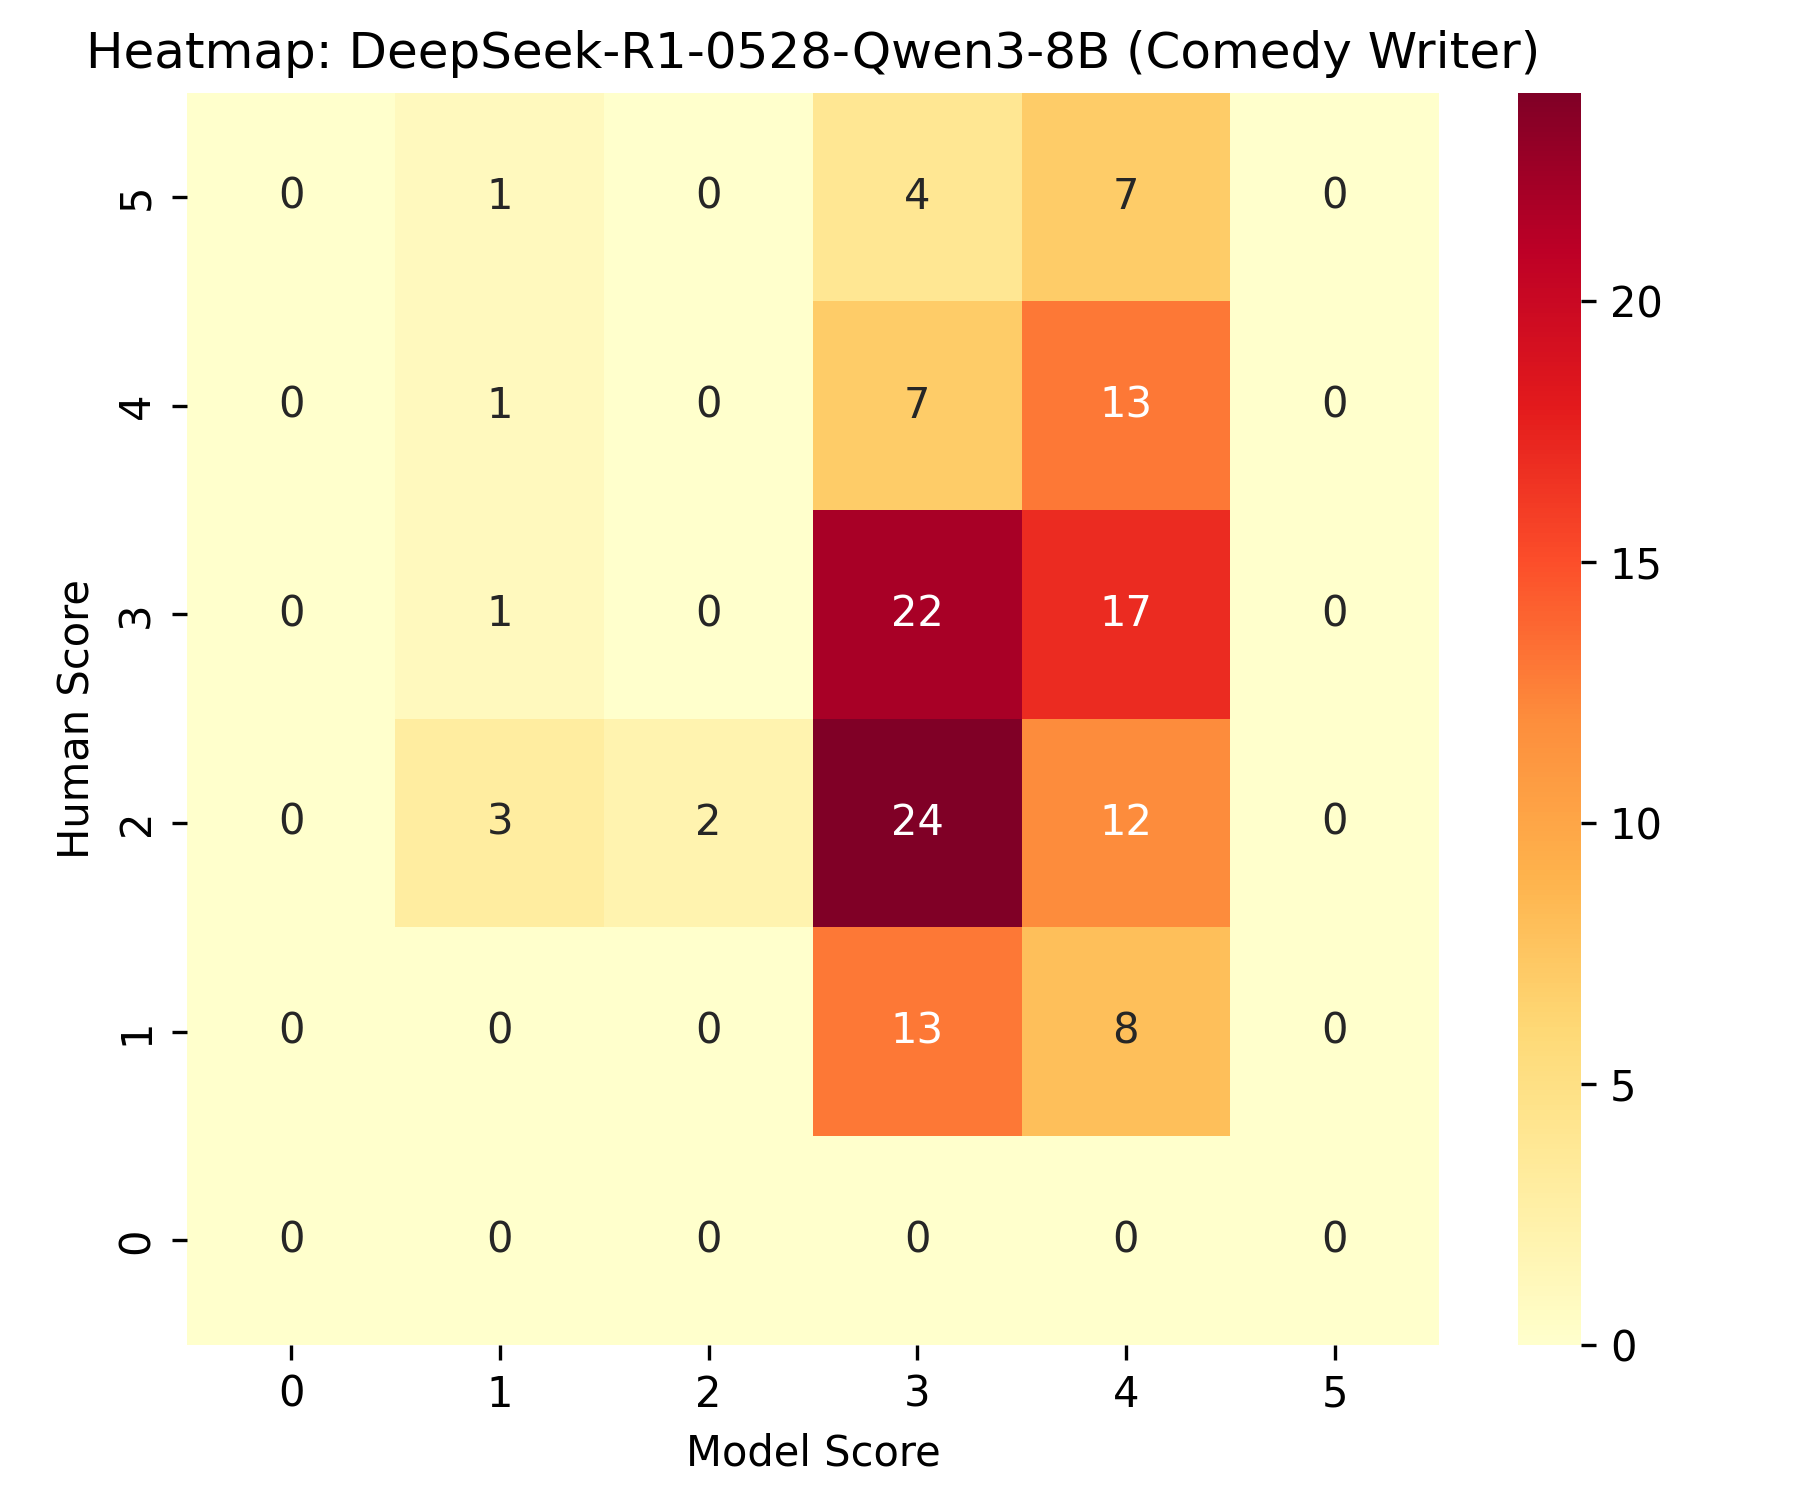 Heatmap: DeepSeek-R1-0528-Qwen3-8B (Comedy Writer)
5 0 1 0 4 7 0
4 0 1 0 7 13 0
3 0 1 0 22 17 0
2 0 3 2 24 12 0
1 0 0 0 13 8 0
0 0 0 0 0 0 0
0 1 2 3 4 5
Model Score
Human Score
20
15
10
5
0